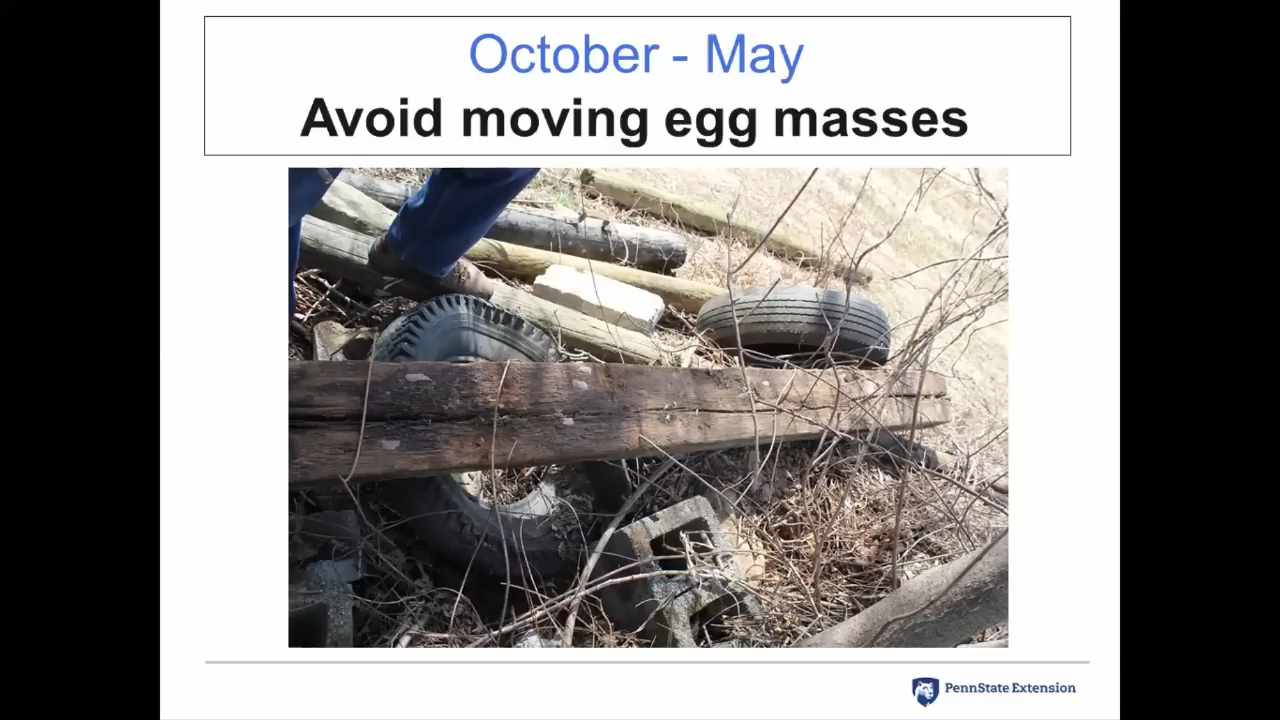 October - May
Avoid moving egg masses
PennState Extension